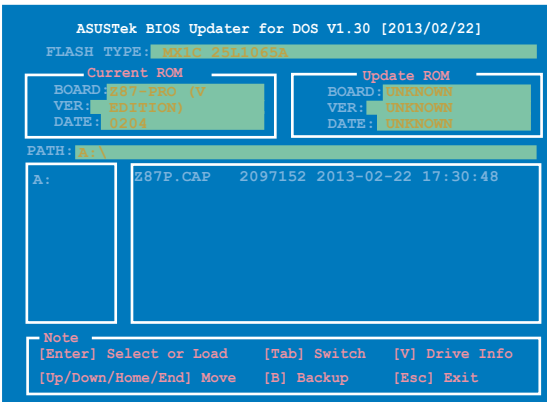 ASUSTek BIOS Updater for DOS V1.30 [2013/02/22]
FLASH TYPE: MX1C 25L1065A
Current ROM
BOARD: Z87-PRO (V
VER: EDITION)
DATE: 0204
Update ROM
BOARD: UNKNOWN
VER: UNKNOWN
DATE: UNKNOWN
PATH: A:\
A:
Z87P.CAP 2097152 2013-02-22 17:30:48
Note
[Enter] Select or Load [Tab] Switch [V] Drive Info
[Up/Down/Home/End] Move [B] Backup [Esc] Exit